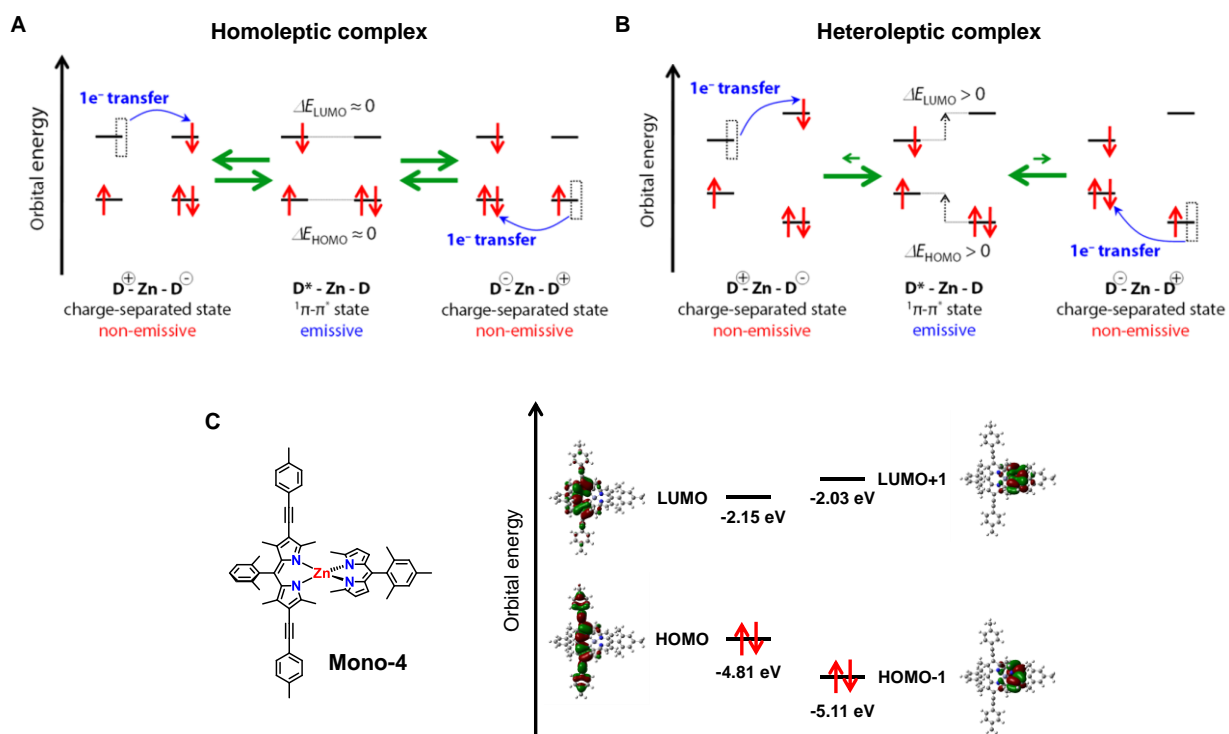 A
Homoleptic complex
Orbital energy
1e⁻ transfer
ΔE_LUMO ≈ 0
ΔE_HOMO ≈ 0
1e⁻ transfer
D⊕ - Zn - D⊖
D* - Zn - D
D⊖ - Zn - D⊕
charge-separated state
¹π-π* state
charge-separated state
non-emissive
emissive
non-emissive
B
Heteroleptic complex
Orbital energy
1e⁻ transfer
ΔE_LUMO > 0
ΔE_HOMO > 0
1e⁻ transfer
D⊕ - Zn - D⊖
D* - Zn - D
D⊖ - Zn - D⊕
charge-separated state
¹π-π* state
charge-separated state
non-emissive
emissive
non-emissive
C
N
N
Zn
N
N
Mono-4
Orbital energy
LUMO
-2.15 eV
LUMO+1
-2.03 eV
HOMO
-4.81 eV
HOMO-1
-5.11 eV